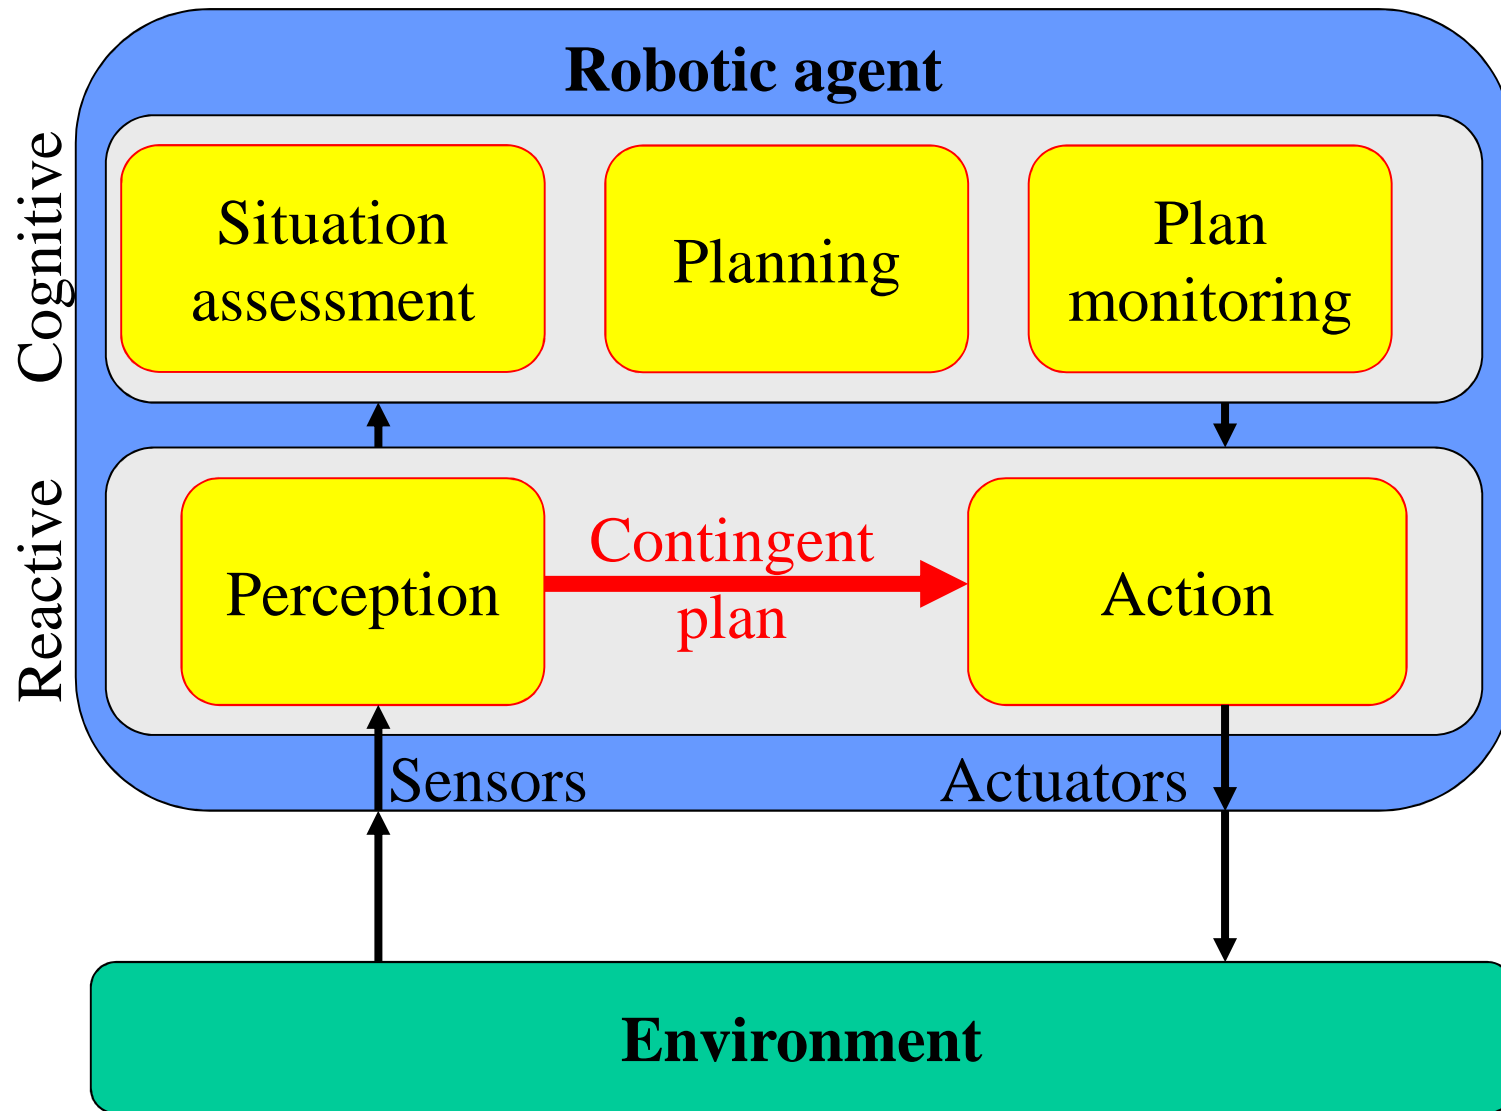 Robotic agent
Cognitive
Situation
assessment
Planning
Plan
monitoring
Reactive
Perception
Contingent
plan
Action
Sensors
Actuators
Environment